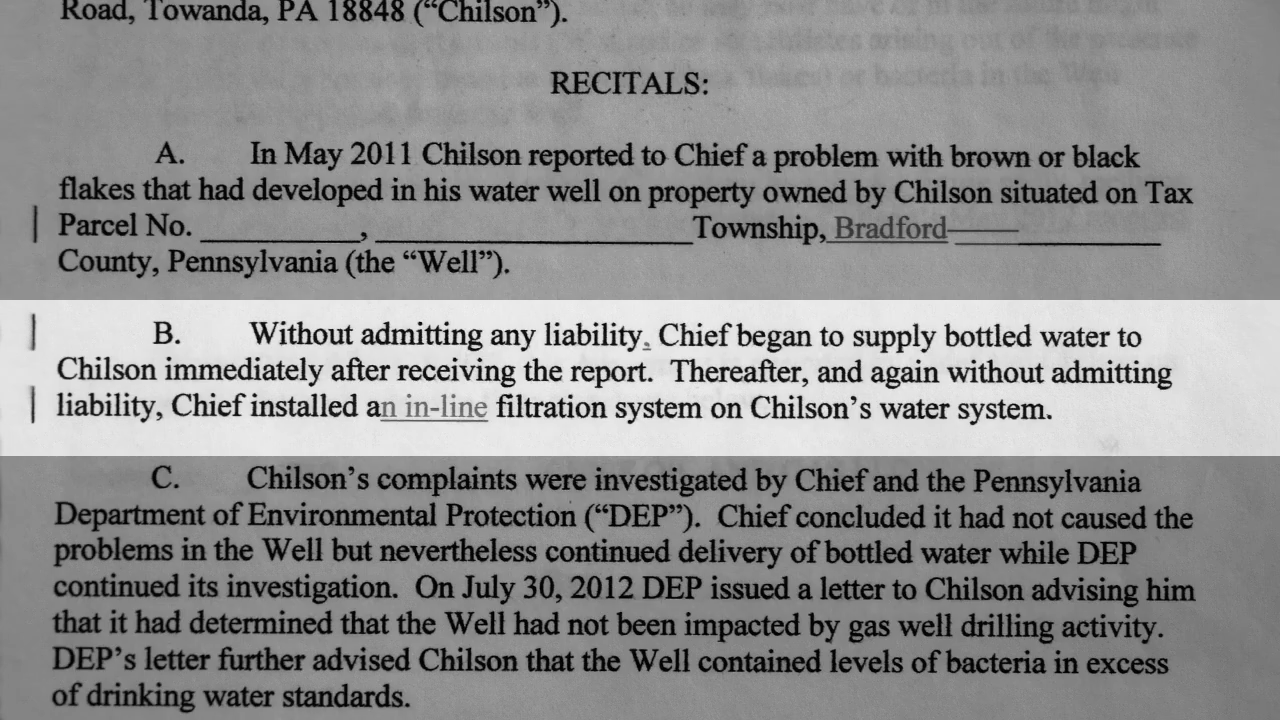 Road, Towanda, PA 18848 (“Chilson”).
RECITALS:
A. In May 2011 Chilson reported to Chief a problem with brown or black
flakes that had developed in his water well on property owned by Chilson situated on Tax
Parcel No. __________, ____________________ Township, Bradford_________
County, Pennsylvania (the “Well”).
B. Without admitting any liability, Chief began to supply bottled water to
Chilson immediately after receiving the report. Thereafter, and again without admitting
liability, Chief installed an in-line filtration system on Chilson’s water system.
C. Chilson’s complaints were investigated by Chief and the Pennsylvania
Department of Environmental Protection (“DEP”). Chief concluded it had not caused the
problems in the Well but nevertheless continued delivery of bottled water while DEP
continued its investigation. On July 30, 2012 DEP issued a letter to Chilson advising him
that it had determined that the Well had not been impacted by gas well drilling activity.
DEP’s letter further advised Chilson that the Well contained levels of bacteria in excess
of drinking water standards.